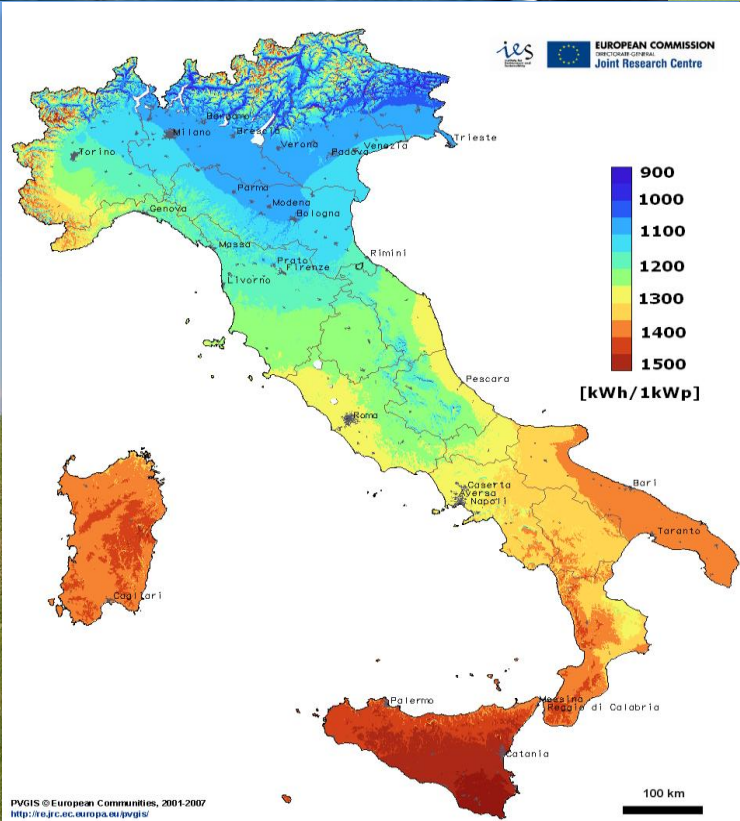 ies
EUROPEAN COMMISSION
DIRECTORATE-GENERAL
Joint Research Centre
Bergamo
Milano
Brescia
Trieste
Verona
Venezia
Torino
Padova
Parma
Modena
Genova
Bologna
Massa
Rimini
Prato
Firenze
Livorno
Pescara
Roma
Caserta
Aversa
Napoli
Bari
Taranto
Cagliari
Palermo
Messina
Reggio di Calabria
Catania
900
1000
1100
1200
1300
1400
1500
[kWh/1kWp]
100 km
PVGIS © European Communities, 2001-2007
http://re.jrc.ec.europa.eu/pvgis/